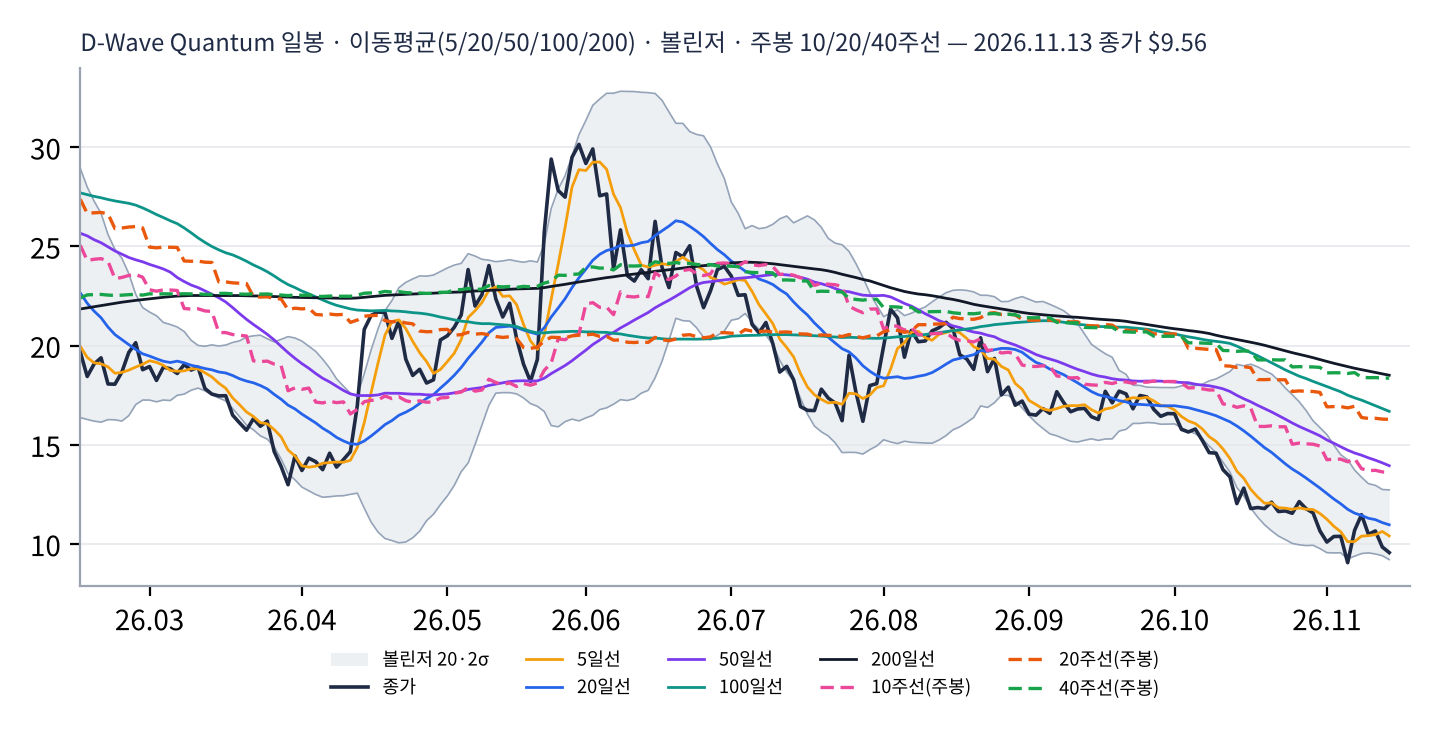 D-Wave Quantum 일봉 · 이동평균(5/20/50/100/200) · 볼린저 · 주봉 10/20/40주선 — 2026.11.13 종가 $9.56
30
25
20
15
10
26.03 26.04 26.05 26.06 26.07 26.08 26.09 26.10 26.11
볼린저 20·2σ 5일선 50일선 200일선 20주선(주봉)
종가 20일선 100일선 10주선(주봉) 40주선(주봉)